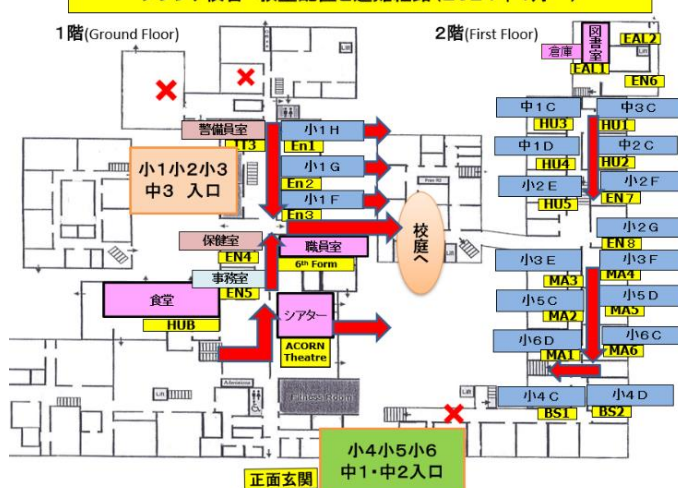 1階(Ground Floor)
2階(First Floor)
Lift
図書室
倉庫
EAL2
EAL1
Lift
EN6
中1C
中3C
HU3
HU1
警備員室
小1H
IT3
En1
中1D
中2C
HU4
HU2
小1小2小3
中3 入口
小1G
En2
小2E
小2F
HU5
EN7
小1F
En3
校庭へ
小2G
EN8
保健室
EN4
職員室
6th Form
事務室
EN5
小3E
小3F
MA3
MA4
食堂
HUB
シアター
ACORN
Theatre
小5C
小5D
MA2
MA5
小6D
小6C
MA1
MA6
Lift
Fitness Room
Lift
小4C
小4D
BS1
BS2
小4小5小6
中1・中2入口
正面玄関